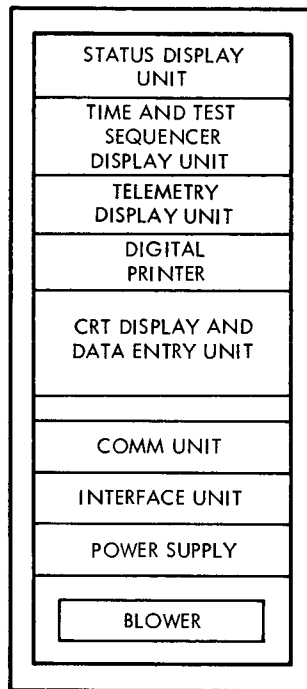 STATUS DISPLAY
UNIT
TIME AND TEST
SEQUENCER
DISPLAY UNIT
TELEMETRY
DISPLAY UNIT
DIGITAL
PRINTER
CRT DISPLAY AND
DATA ENTRY UNIT
COMM UNIT
INTERFACE UNIT
POWER SUPPLY
BLOWER